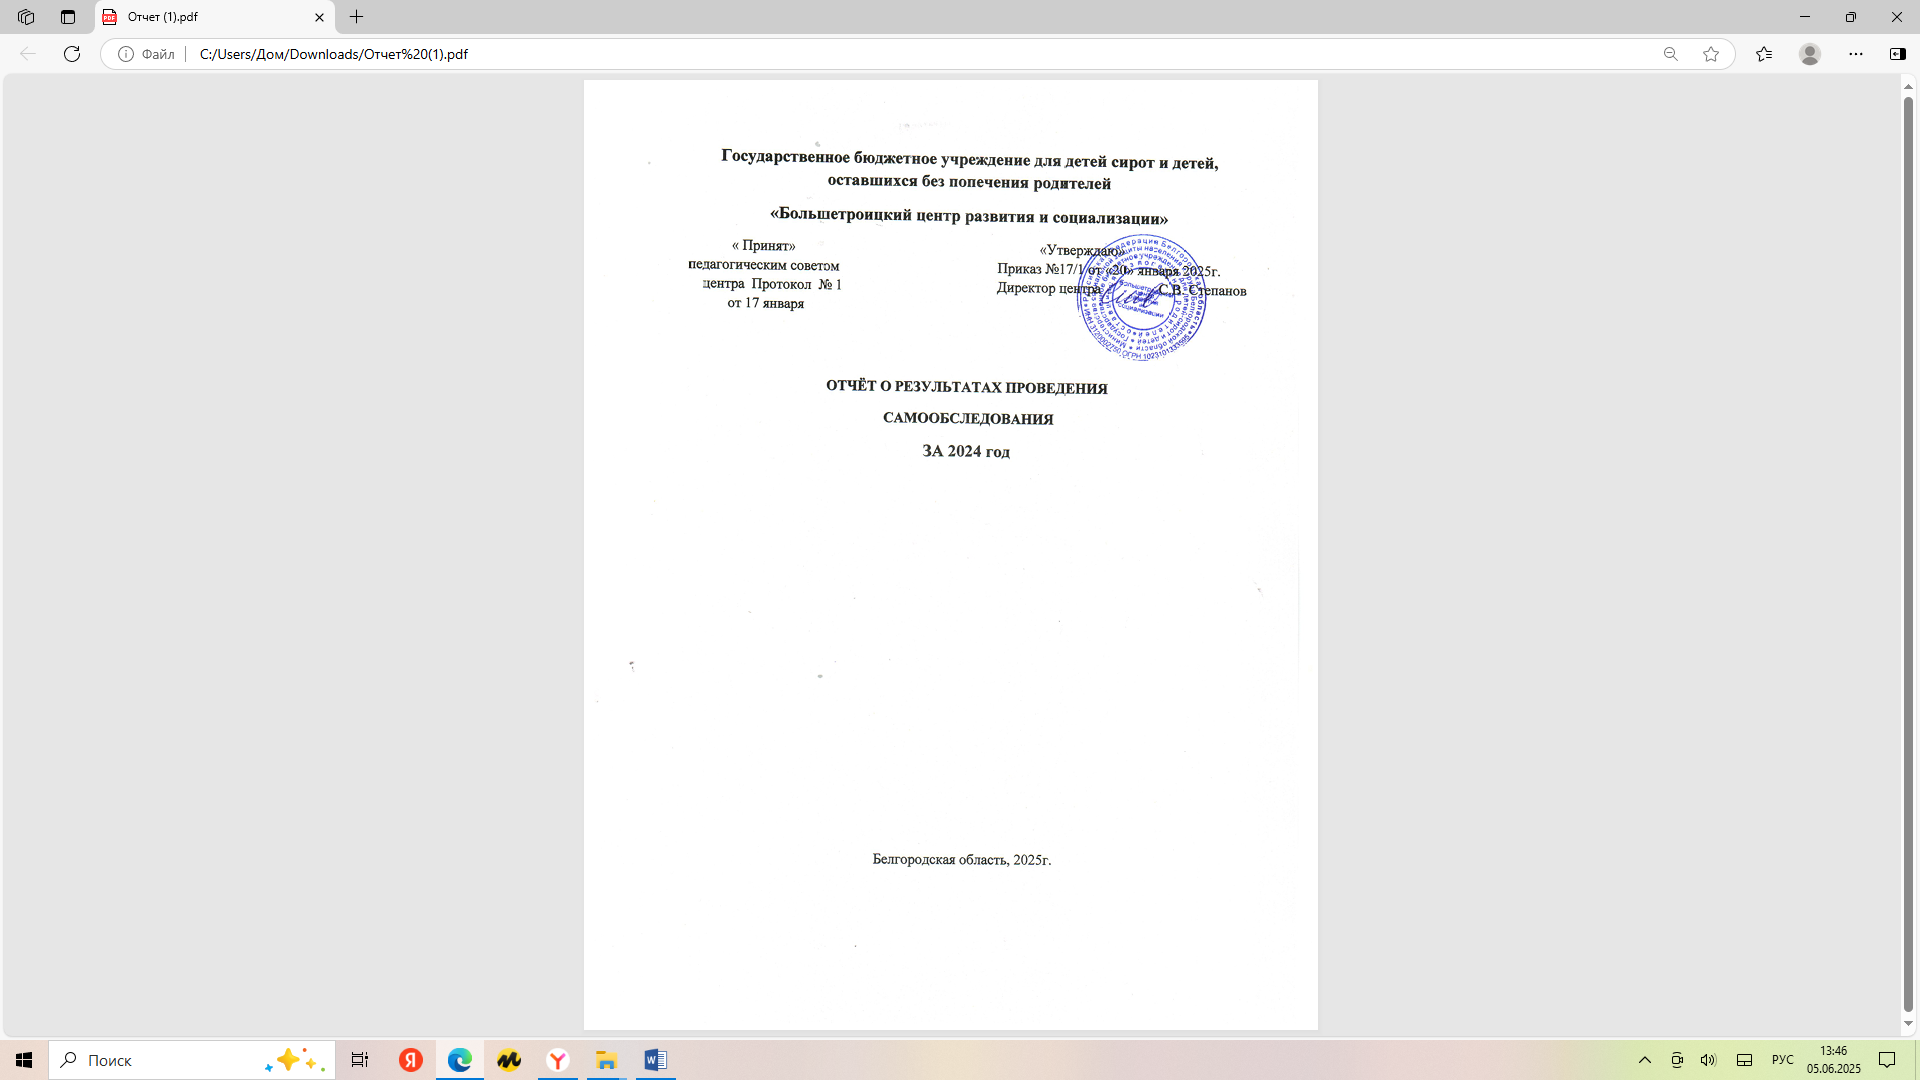 Отчет (1).pdf
Файл
C:/Users/Дом/Downloads/Отчет%20(1).pdf
Государственное бюджетное учреждение для детей сирот и детей,
оставшихся без попечения родителей
«Большетроицкий центр развития и социализации»
« Принят»
педагогическим советом
центра Протокол № 1
от 17 января
«Утверждаю»
Приказ №17/1 от «20» января 2025г.
Директор центра С.В. Степанов
ОТЧЁТ О РЕЗУЛЬТАТАХ ПРОВЕДЕНИЯ
САМООБСЛЕДОВАНИЯ
ЗА 2024 год
Белгородская область, 2025г.
Поиск
РУС
13:46
05.06.2025